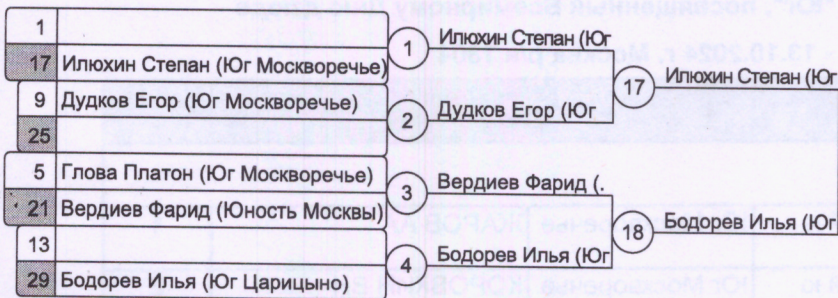 1
17 Илюхин Степан (Юг Москворечье)
1 Илюхин Степан (Юг
9 Дудков Егор (Юг Москворечье)
25
2 Дудков Егор (Юг
17 Илюхин Степан (Юг
5 Глова Платон (Юг Москворечье)
21 Вердиев Фарид (Юность Москвы)
3 Вердиев Фарид (.
13
29 Бодорев Илья (Юг Царицыно)
4 Бодорев Илья (Юг
18 Бодорев Илья (Юг